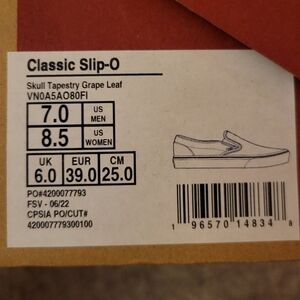 Classic Slip-O
Skull Tapestry Grape Leaf
VN0A5AO80FI
7.0 US MEN
8.5 US WOMEN
UK EUR CM
6.0 39.0 25.0
PO#4200077793
FSV - 06/22
CPSIA PO/CUT#
420007779300100
1 96570 14834 8